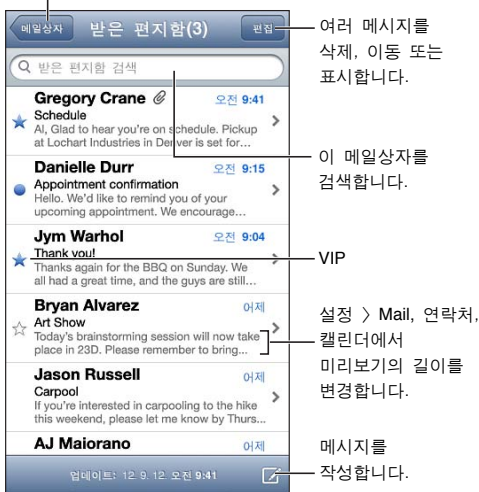 메일상자
받은 편지함(3)
편집
받은 편지함 검색
Gregory Crane
오전 9:41
Schedule
Al, Glad to hear you're on schedule. Pickup
at Lochart Industries in Denver is set for...
Danielle Durr
오전 9:15
Appointment confirmation
Hello. We'd like to remind you of your
upcoming appointment. We encourage...
Jym Warhol
오전 9:04
Thank you!
Thanks again for the BBQ on Sunday. We
all had a great time, and the guys are still...
Bryan Alvarez
어제
Art Show
Today's brainstorming session will now take
place in 23D. Please remember to bring...
Jason Russell
어제
Carpool
If you're interested in carpooling to the hike
this weekend, please let me know by Thurs...
AJ Maiorano
어제
업데이트: 12. 9. 12. 오전 9:41
여러 메시지를
삭제, 이동 또는
표시합니다.
이 메일상자를
검색합니다.
VIP
설정 〉 Mail, 연락처,
캘린더에서
미리보기의 길이를
변경합니다.
메시지를
작성합니다.